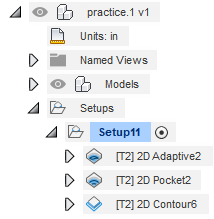 practice.1 v1
Units: in
Named Views
Models
Setups
Setup11
[T2] 2D Adaptive2
[T2] 2D Pocket2
[T2] 2D Contour6